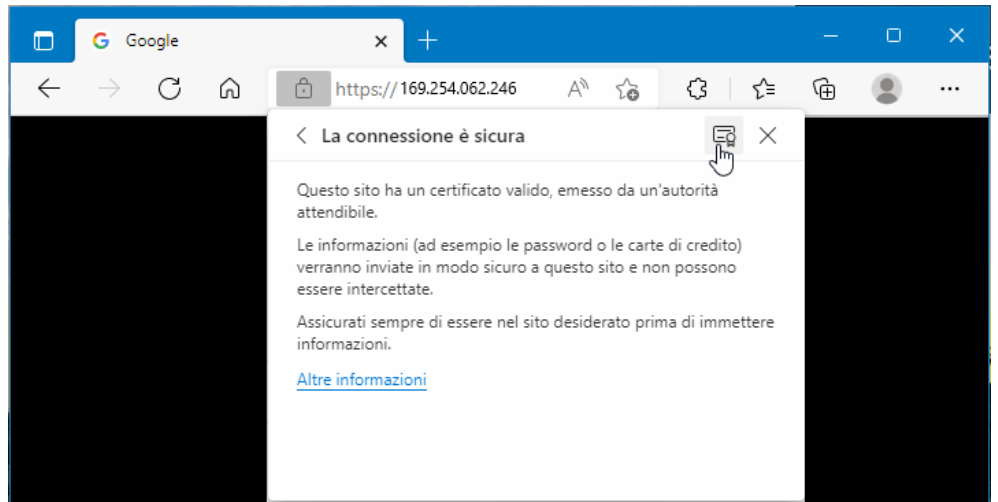 Google
https://169.254.062.246
La connessione è sicura
Questo sito ha un certificato valido, emesso da un'autorità
attendibile.
Le informazioni (ad esempio le password o le carte di credito)
verranno inviate in modo sicuro a questo sito e non possono
essere intercettate.
Assicurati sempre di essere nel sito desiderato prima di immettere
informazioni.
Altre informazioni